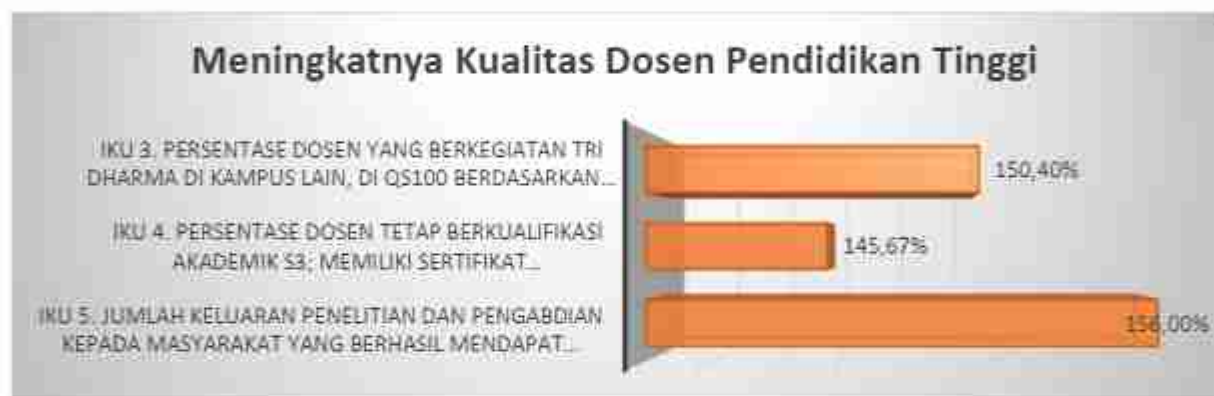 Meningkatnya Kualitas Dosen Pendidikan Tinggi
IKU 3. PERSENTASE DOSEN YANG BERKEGIATAN TRI
DHARMA DI KAMPUS LAIN, DI QS100 BERDASARKAN...
150,40%
IKU 4. PERSENTASE DOSEN TETAP BERKUALIFIKASI
AKADEMIK S3; MEMILIKI SERTIFIKAT...
145,67%
IKU 5. JUMLAH KELUARAN PENELITIAN DAN PENGABDIAN
KEPADA MASYARAKAT YANG BERHASIL MENDAPAT...
156,00%